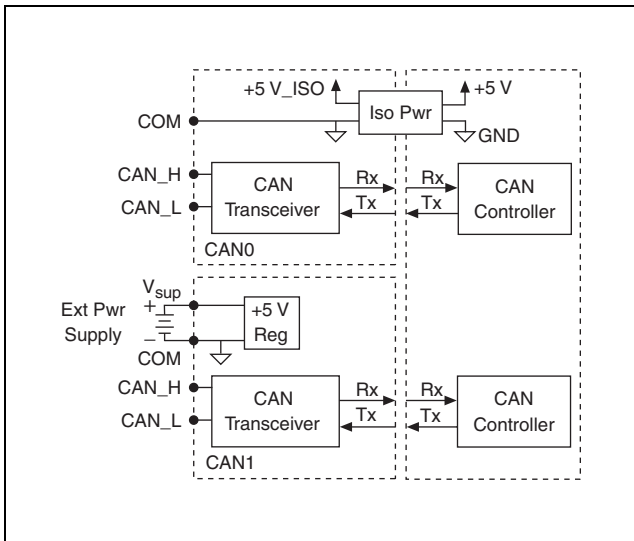 +5 V_ISO
Iso Pwr
+5 V
COM
GND
CAN_H
CAN_L
CAN
Transceiver
Rx
Tx
Rx
Tx
CAN
Controller
CAN0
Ext Pwr
Supply
Vsup
+
–
COM
+5 V
Reg
CAN_H
CAN_L
CAN
Transceiver
Rx
Tx
Rx
Tx
CAN
Controller
CAN1